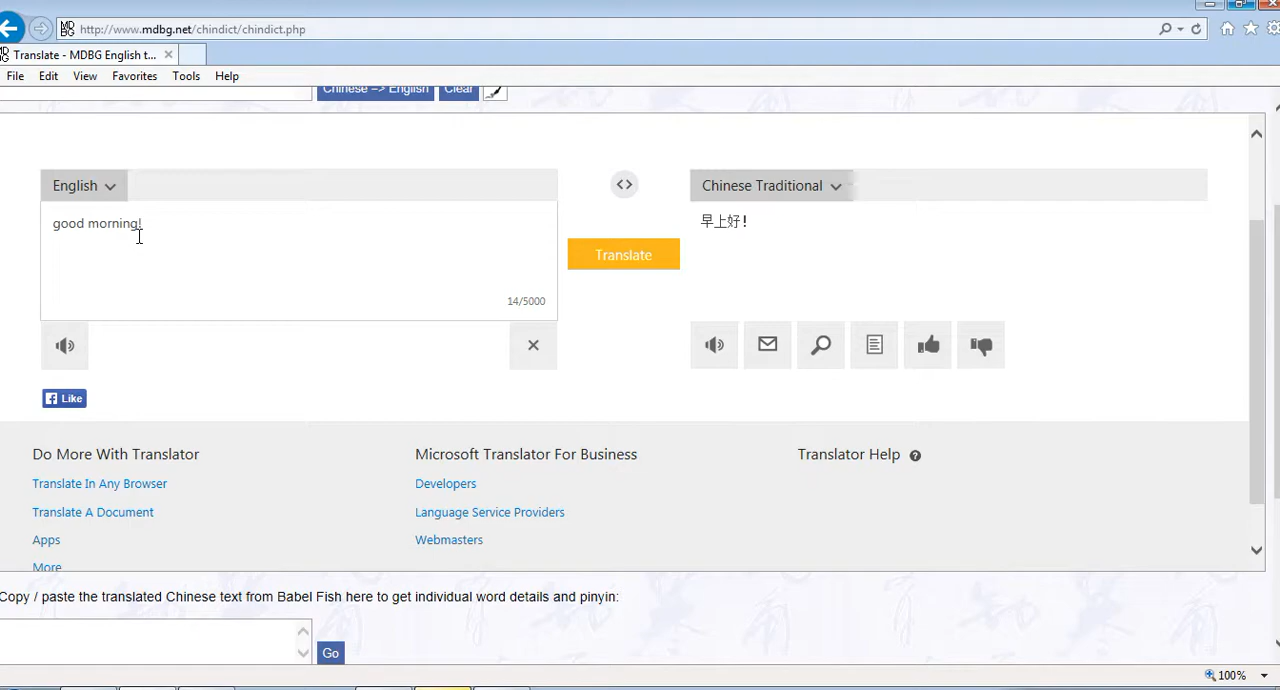 http://www.mdbg.net/chindict/chindict.php
Translate - MDBG English t...
File Edit View Favorites Tools Help
Chinese => English Clear
English
Chinese Traditional
good morning!
早上好!
Translate
14/5000
Like
Do More With Translator
Microsoft Translator For Business
Translator Help
Translate In Any Browser
Developers
Translate A Document
Language Service Providers
Apps
Webmasters
More
Copy / paste the translated Chinese text from Babel Fish here to get individual word details and pinyin:
Go
100%